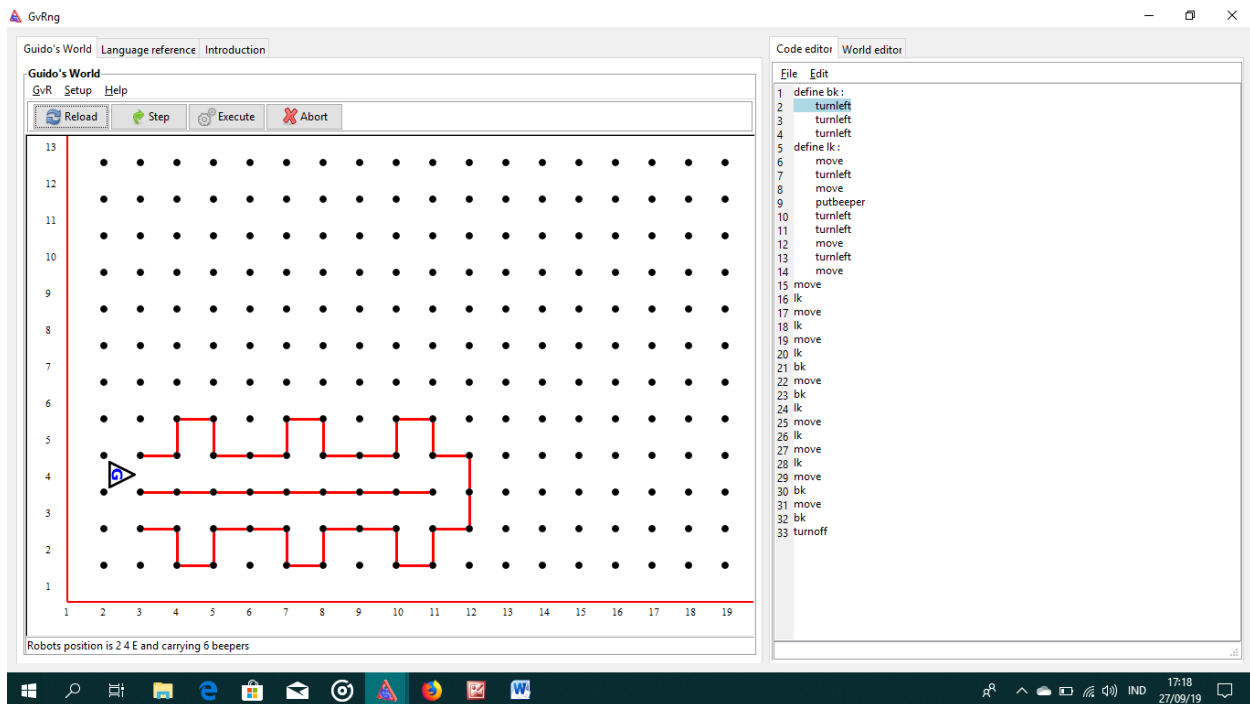 GvRng
Guido's World Language reference Introduction
Guido's World
GvR Setup Help
Reload Step Execute Abort
13
12
11
10
9
8
7
6
5
4
3
2
1
G
1 2 3 4 5 6 7 8 9 10 11 12 13 14 15 16 17 18 19
Robots position is 2 4 E and carrying 6 beepers
Code editor World editor
File Edit
1 define bk :
2 turnleft
3 turnleft
4 turnleft
5 define lk :
6 move
7 turnleft
8 move
9 putbeeper
10 turnleft
11 turnleft
12 move
13 turnleft
14 move
15 move
16 lk
17 move
18 lk
19 move
20 lk
21 bk
22 move
23 bk
24 lk
25 move
26 lk
27 move
28 lk
29 move
30 bk
31 move
32 bk
33 turnoff
IND
17:18
27/09/19